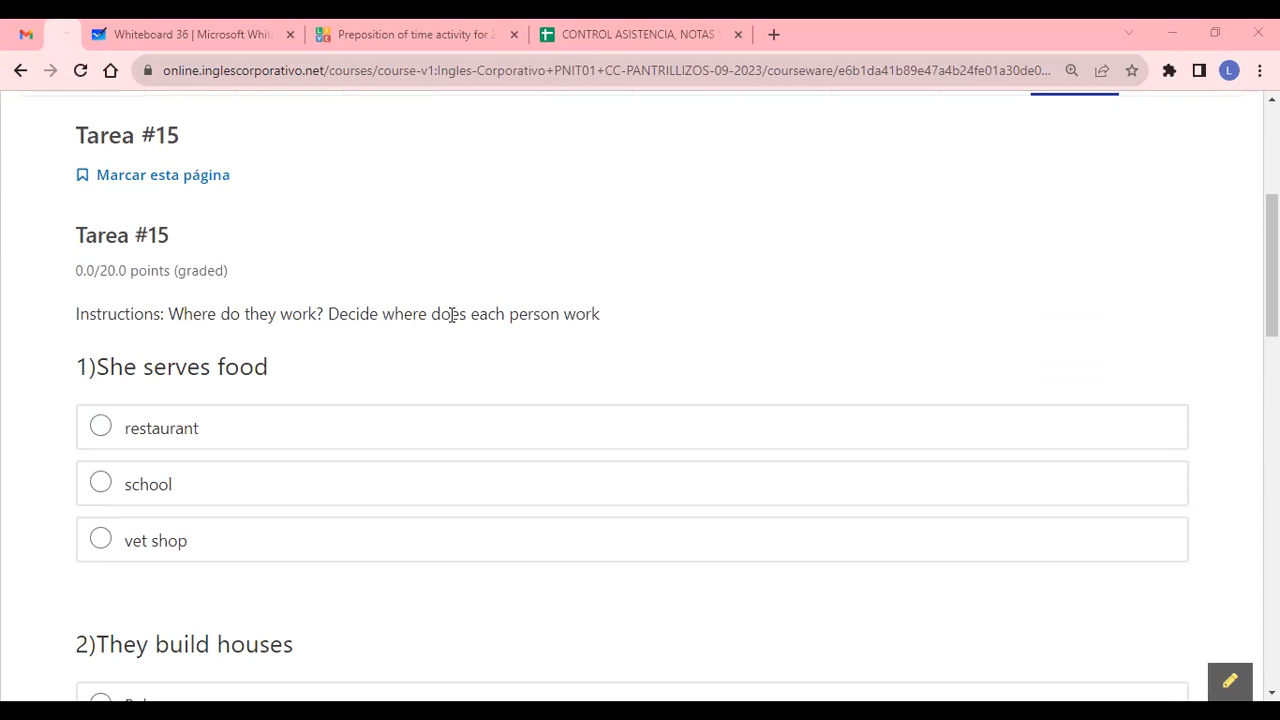 Whiteboard 36 | Microsoft Whit
Preposition of time activity for 2
CONTROL ASISTENCIA, NOTAS Y
online.inglescorporativo.net/courses/course-v1:Ingles-Corporativo+PNIT01+CC-PANTRILLIZOS-09-2023/courseware/e6b1da41b89e47a4b24fe01a30de0...
L
Tarea #15
Marcar esta página
Tarea #15
0.0/20.0 points (graded)
Instructions: Where do they work? Decide where does each person work
1)She serves food
restaurant
school
vet shop
2)They build houses